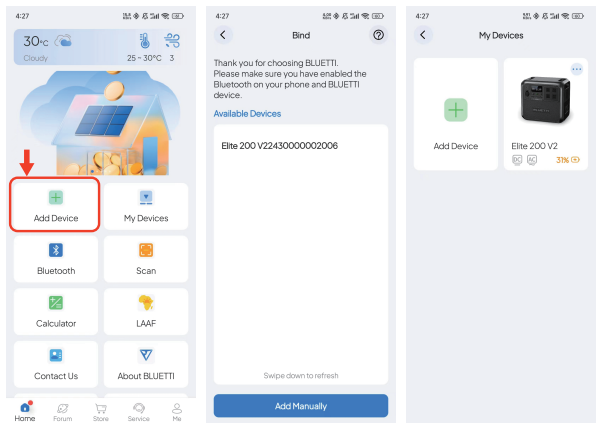 4:27
30°C
Cloudy
25 ~ 30°C 3
Add Device
My Devices
Bluetooth
Scan
Calculator
LAAF
Contact Us
About BLUETTI
Home
Forum
Store
Service
Me
4:27
Bind
Thank you for choosing BLUETTI.
Please make sure you have enabled the
Bluetooth on your phone and BLUETTI
device.
Available Devices
Elite 200 V22430000002006
Swipe down to refresh
Add Manually
4:27
My Devices
Add Device
Elite 200 V2
DC AC 31%